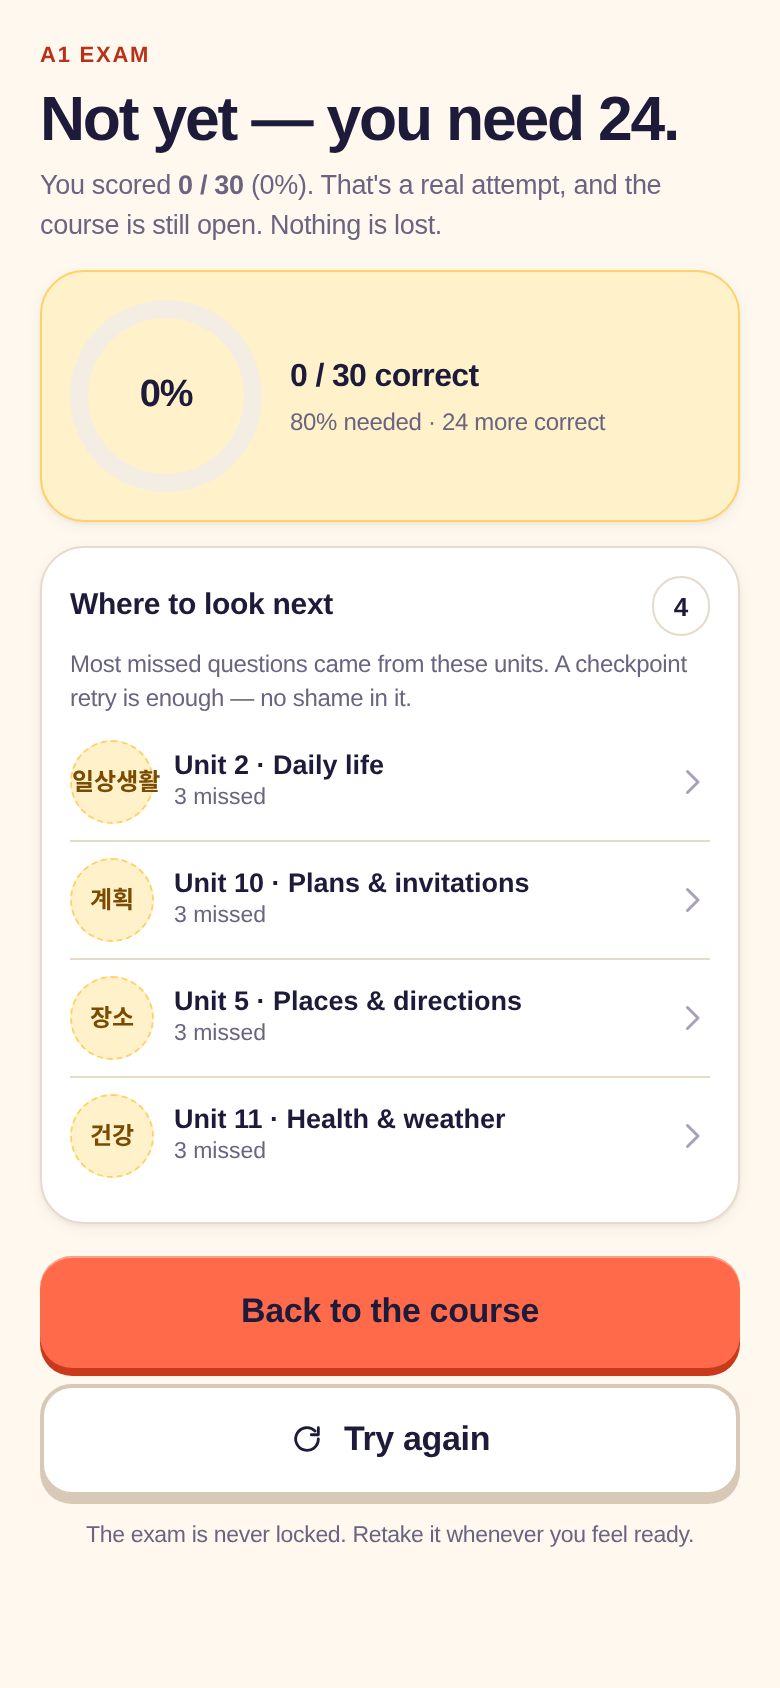 A1 EXAM
Not yet — you need 24.
You scored 0 / 30 (0%). That's a real attempt, and the
course is still open. Nothing is lost.
0%
0 / 30 correct
80% needed · 24 more correct
Where to look next
4
Most missed questions came from these units. A checkpoint
retry is enough — no shame in it.
일상생활
Unit 2 · Daily life
3 missed
계획
Unit 10 · Plans & invitations
3 missed
장소
Unit 5 · Places & directions
3 missed
건강
Unit 11 · Health & weather
3 missed
Back to the course
Try again
The exam is never locked. Retake it whenever you feel ready.